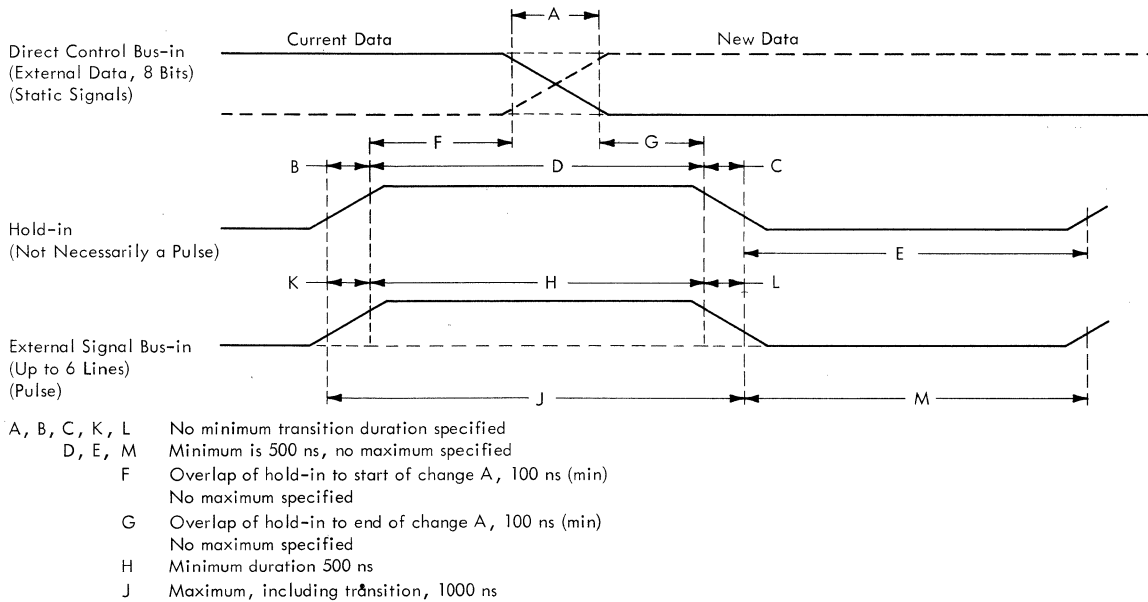 A
Direct Control Bus-in
(External Data, 8 Bits)
(Static Signals)
Current Data
New Data
F
G
B
D
C
Hold-in
(Not Necessarily a Pulse)
E
K
H
L
External Signal Bus-in
(Up to 6 Lines)
(Pulse)
J
M
A, B, C, K, L No minimum transition duration specified
D, E, M Minimum is 500 ns, no maximum specified
F Overlap of hold-in to start of change A, 100 ns (min)
No maximum specified
G Overlap of hold-in to end of change A, 100 ns (min)
No maximum specified
H Minimum duration 500 ns
J Maximum, including transition, 1000 ns